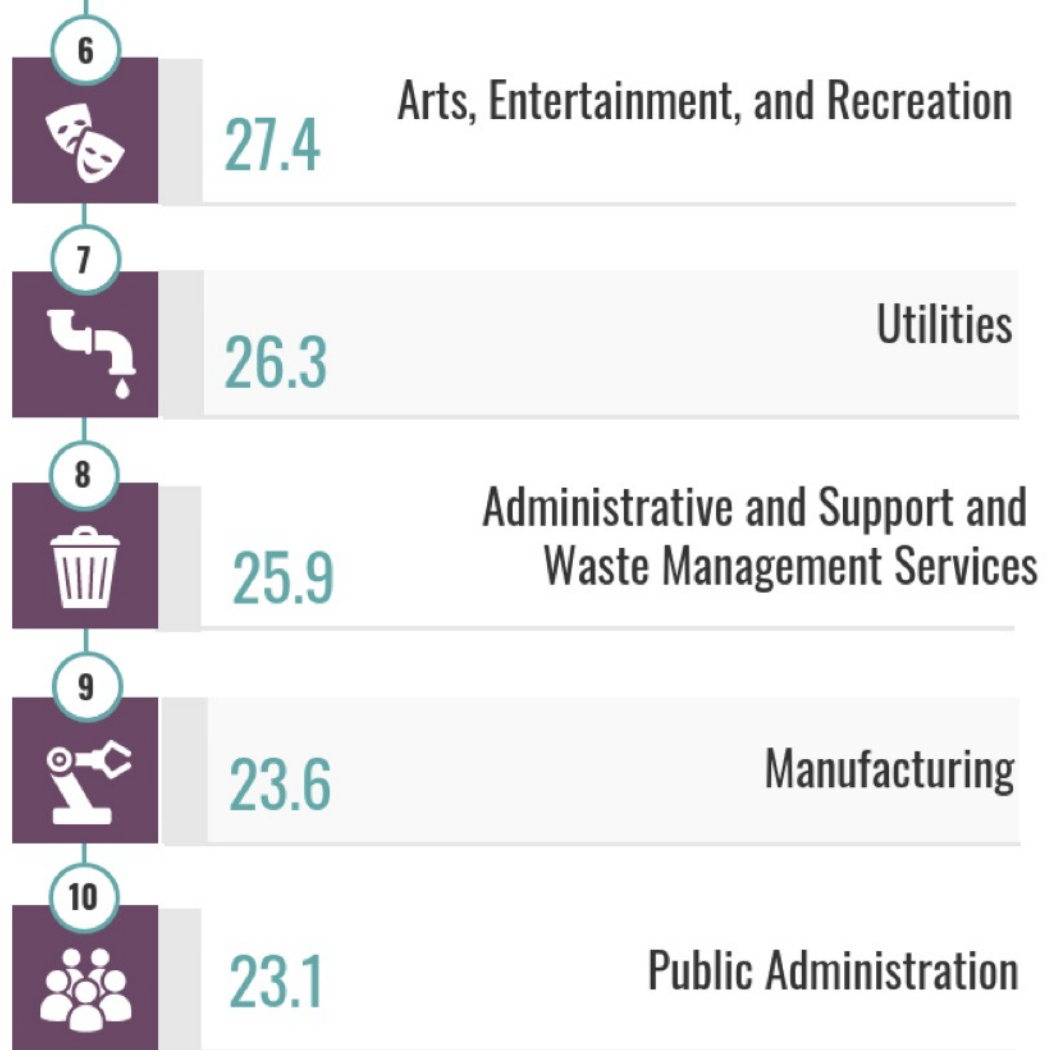 6
Arts, Entertainment, and Recreation
27.4
7
Utilities
26.3
8
Administrative and Support and
Waste Management Services
25.9
9
Manufacturing
23.6
10
Public Administration
23.1